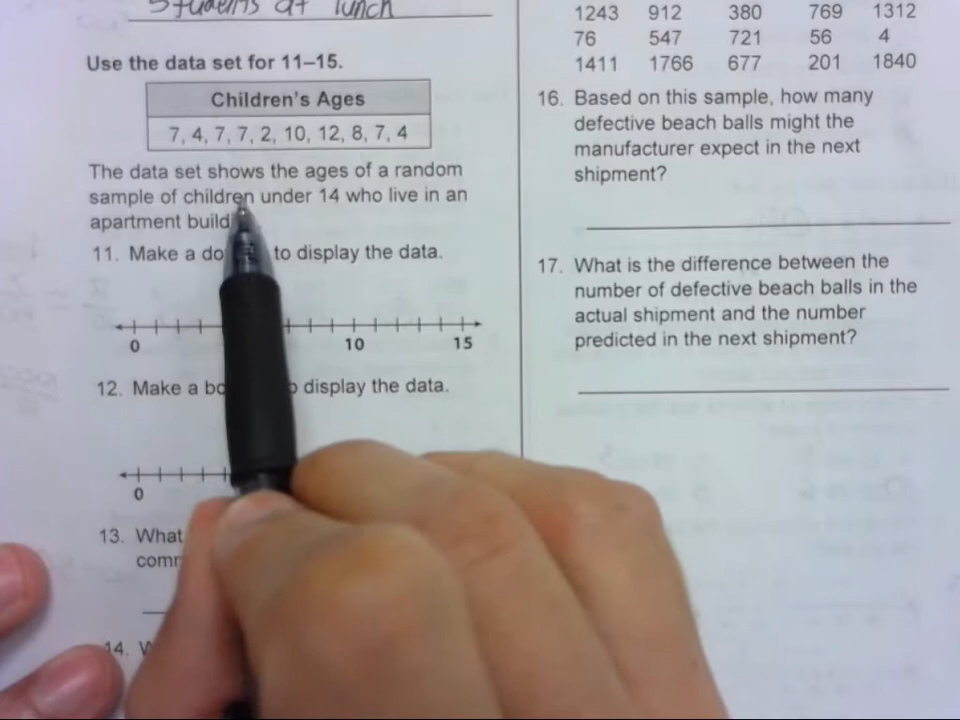 Students at lunch
Use the data set for 11–15.
Children's Ages
7, 4, 7, 7, 2, 10, 12, 8, 7, 4
The data set shows the ages of a random
sample of children under 14 who live in an
apartment build
11. Make a do to display the data.
0 10 15
12. Make a bo display the data.
0
13. What
com
14. W
1243 912 380 769 1312
76 547 721 56 4
1411 1766 677 201 1840
16. Based on this sample, how many
defective beach balls might the
manufacturer expect in the next
shipment?
17. What is the difference between the
number of defective beach balls in the
actual shipment and the number
predicted in the next shipment?